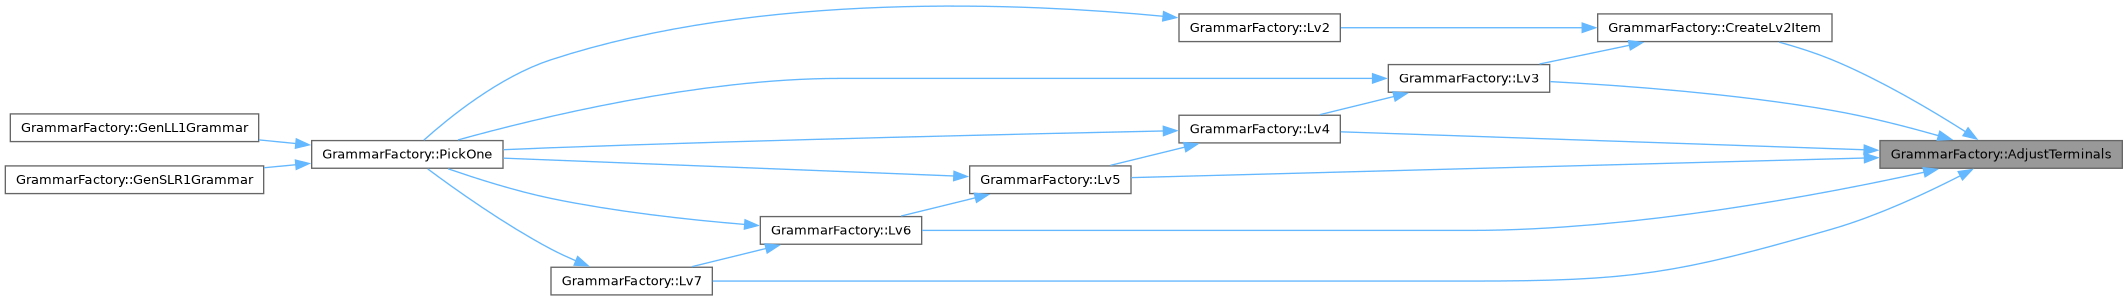 GrammarFactory::Lv2
GrammarFactory::CreateLv2Item
GrammarFactory::Lv3
GrammarFactory::GenLL1Grammar
GrammarFactory::Lv4
GrammarFactory::PickOne
GrammarFactory::AdjustTerminals
GrammarFactory::GenSLR1Grammar
GrammarFactory::Lv5
GrammarFactory::Lv6
GrammarFactory::Lv7